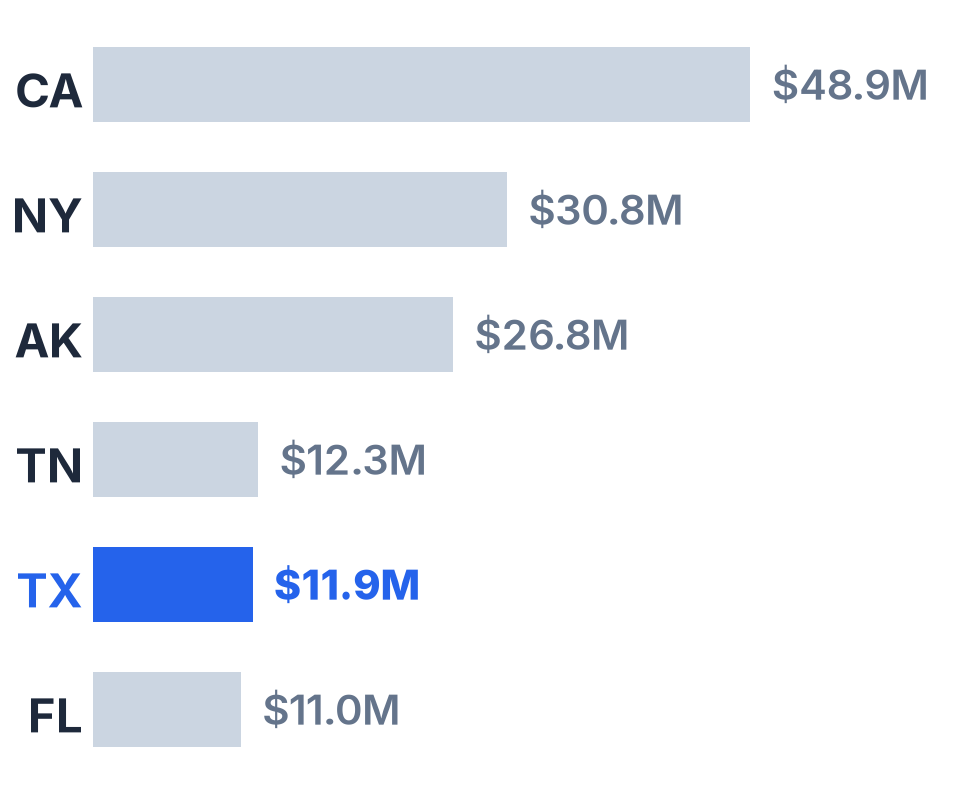 CA $48.9M
NY $30.8M
AK $26.8M
TN $12.3M
TX $11.9M
FL $11.0M